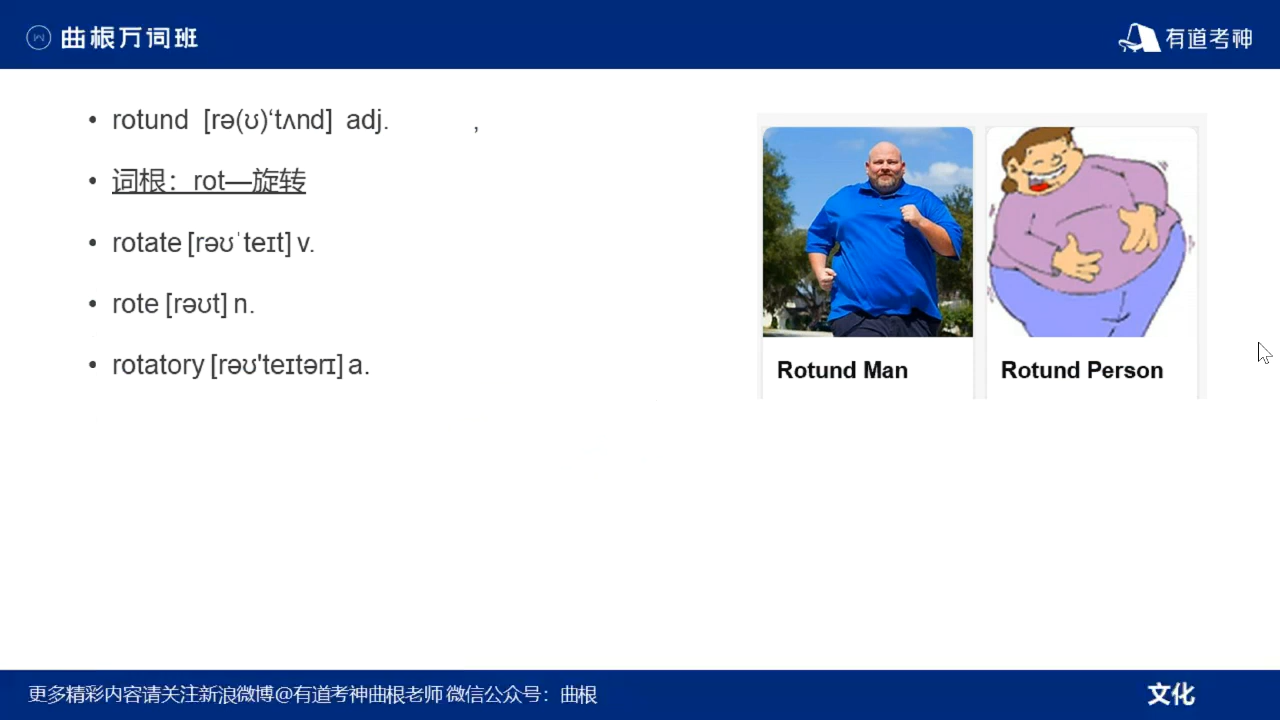 曲根万词班
有道考神
• rotund [rə(ʊ)ʻtʌnd] adj. ,
• 词根：rot—旋转
• rotate [rəʊˈteɪt] v.
• rote [rəʊt] n.
• rotatory [rəʊ'teɪtərɪ] a.
Rotund Man
Rotund Person
更多精彩内容请关注新浪微博@有道考神曲根老师 微信公众号：曲根
文化